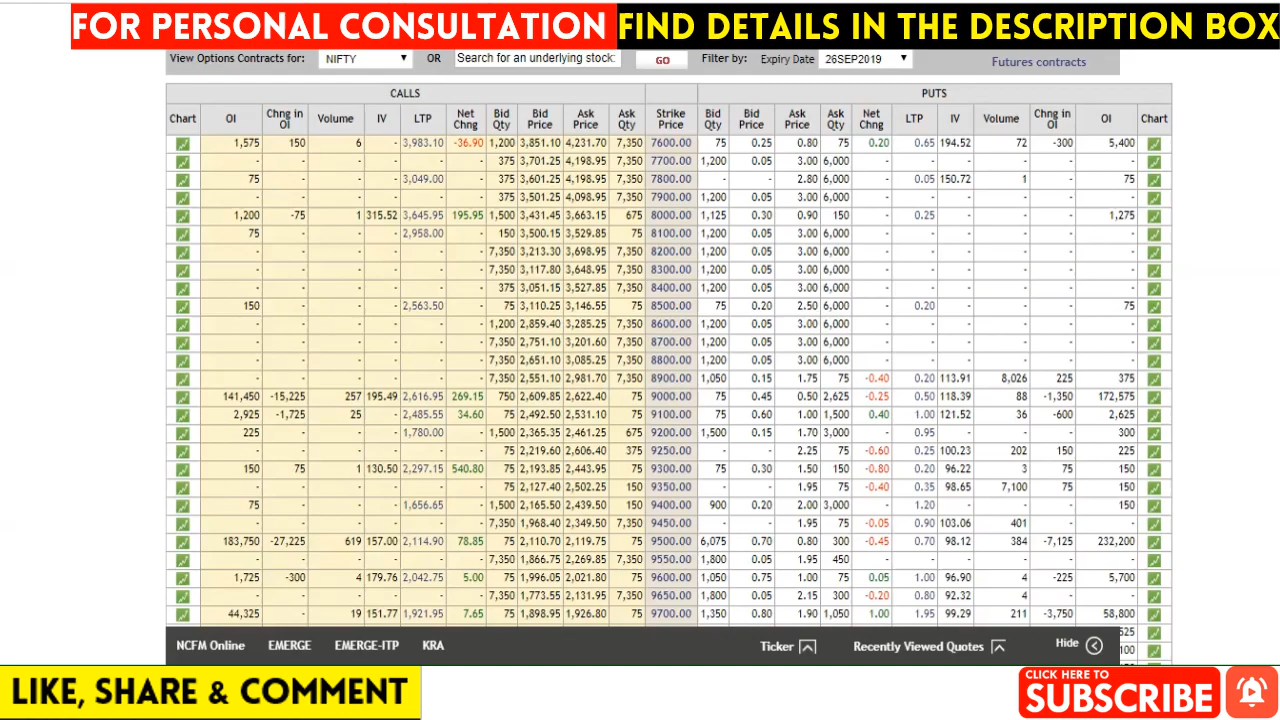 FOR PERSONAL CONSULTATION FIND DETAILS IN THE DESCRIPTION BOX
View Options Contracts for: NIFTY OR Search for an underlying stock: GO Filter by: Expiry Date 26SEP2019 Futures contracts
CALLS PUTS
Chart OI Chng in OI Volume IV LTP Net Chng Bid Qty Bid Price Ask Price Ask Qty Strike Price Bid Qty Bid Price Ask Price Ask Qty Net Chng LTP IV Volume Chng in OI OI Chart
1,575 150 6 - 3,983.10 -36.90 1,200 3,851.10 4,231.70 7,350 7600.00 75 0.25 0.80 75 0.20 0.65 194.52 72 -300 5,400
- - - - - - 375 3,701.25 4,198.95 7,350 7700.00 1,200 0.05 3.00 6,000 - - - - - -
75 - - - 3,049.00 - 375 3,601.25 4,198.95 7,350 7800.00 - - 2.80 6,000 - 0.05 150.72 1 - 75
- - - - - - 375 3,501.25 4,098.95 7,350 7900.00 1,200 0.05 3.00 6,000 - - - - - -
1,200 -75 1 315.52 3,645.95 195.95 1,500 3,431.45 3,663.15 675 8000.00 1,125 0.30 0.90 150 - 0.25 - - - 1,275
75 - - - 2,958.00 - 150 3,500.15 3,529.85 75 8100.00 1,200 0.05 3.00 6,000 - - - - - -
- - - - - - 7,350 3,213.30 3,698.95 7,350 8200.00 1,200 0.05 3.00 6,000 - - - - - -
- - - - - - 7,350 3,117.80 3,648.95 7,350 8300.00 1,200 0.05 3.00 6,000 - - - - - -
- - - - - - 375 3,051.15 3,527.85 7,350 8400.00 1,200 0.05 3.00 6,000 - - - - - -
150 - - - 2,563.50 - 75 3,110.25 3,146.55 75 8500.00 75 0.20 2.50 6,000 - 0.20 - - - 75
- - - - - - 1,200 2,859.40 3,285.25 7,350 8600.00 1,200 0.05 3.00 6,000 - - - - - -
- - - - - - 7,350 2,751.10 3,201.60 7,350 8700.00 1,200 0.05 3.00 6,000 - - - - - -
- - - - - - 7,350 2,651.10 3,085.25 7,350 8800.00 1,200 0.05 3.00 6,000 - - - - - -
- - - - - - 7,350 2,551.10 2,981.70 7,350 8900.00 1,050 0.15 1.75 75 -0.40 0.20 113.91 8,026 225 375
141,450 -15,225 257 195.49 2,616.95 269.15 750 2,609.85 2,622.40 750 9000.00 75 0.45 0.50 2,625 -0.25 0.50 118.39 88 -1,350 172,575
2,925 -1,725 25 - 2,485.55 34.60 75 2,492.50 2,531.10 75 9100.00 75 0.60 1.00 1,500 0.40 1.00 121.52 36 -600 2,625
225 - - - 1,780.00 - 1,500 2,365.35 2,461.25 675 9200.00 1,500 0.15 1.70 3,000 - 0.95 - - - 300
- - - - - - 75 2,219.60 2,606.40 375 9250.00 - - 2.25 75 -0.60 0.25 100.23 202 150 225
150 75 1 130.50 2,297.15 540.80 75 2,193.85 2,443.95 75 9300.00 75 0.30 1.50 150 -0.80 0.20 96.22 3 75 150
- - - - - - 75 2,127.40 2,502.25 150 9350.00 - - 1.95 75 -0.40 0.35 98.65 7,100 75 150
75 - - - 1,656.65 - 1,500 2,165.50 2,439.50 150 9400.00 900 0.20 2.00 3,000 - 1.20 - - - 150
- - - - - - 7,350 1,968.40 2,349.50 7,350 9450.00 - - 1.95 75 -0.05 0.90 103.06 401 - -
183,750 -27,225 619 157.00 2,114.90 78.85 75 2,110.70 2,119.75 75 9500.00 6,075 0.70 0.80 300 -0.45 0.70 98.12 384 -7,125 232,200
- - - - - - 7,350 1,866.75 2,269.85 7,350 9550.00 1,800 0.05 1.95 450 - - - - - -
1,725 -300 4 179.76 2,042.75 5.00 75 1,996.05 2,021.80 75 9600.00 1,050 0.75 1.00 75 0.05 1.00 96.90 4 -225 5,700
- - - - - - 7,350 1,773.55 2,131.95 7,350 9650.00 1,800 0.05 2.15 300 -0.20 0.80 92.32 4 - -
44,325 - 19 151.77 1,921.95 7.65 75 1,898.95 1,926.80 75 9700.00 1,350 0.80 1.90 1,050 1.00 1.95 99.29 211 -3,750 58,800
NCFM Online EMERGE EMERGE-ITP KRA Ticker Recently Viewed Quotes Hide
LIKE, SHARE & COMMENT
CLICK HERE TO
SUBSCRIBE